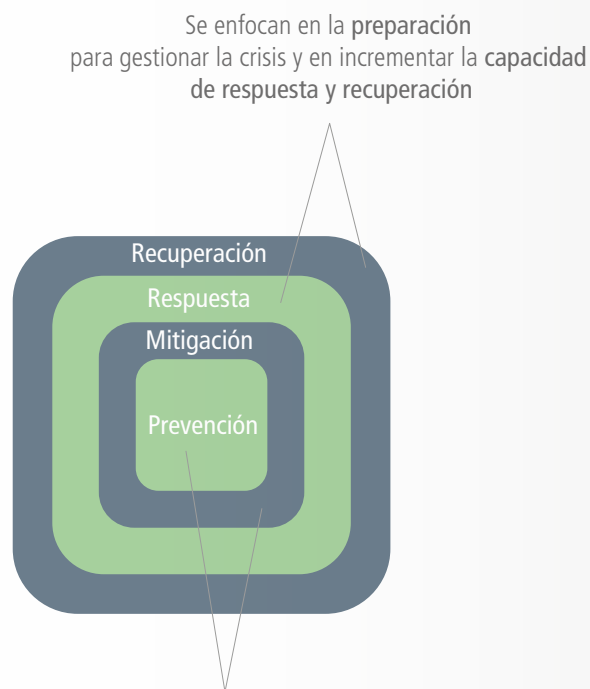 Se enfocan en la preparación
para gestionar la crisis y en incrementar la capacidad
de respuesta y recuperación
Recuperación
Respuesta
Mitigación
Prevención